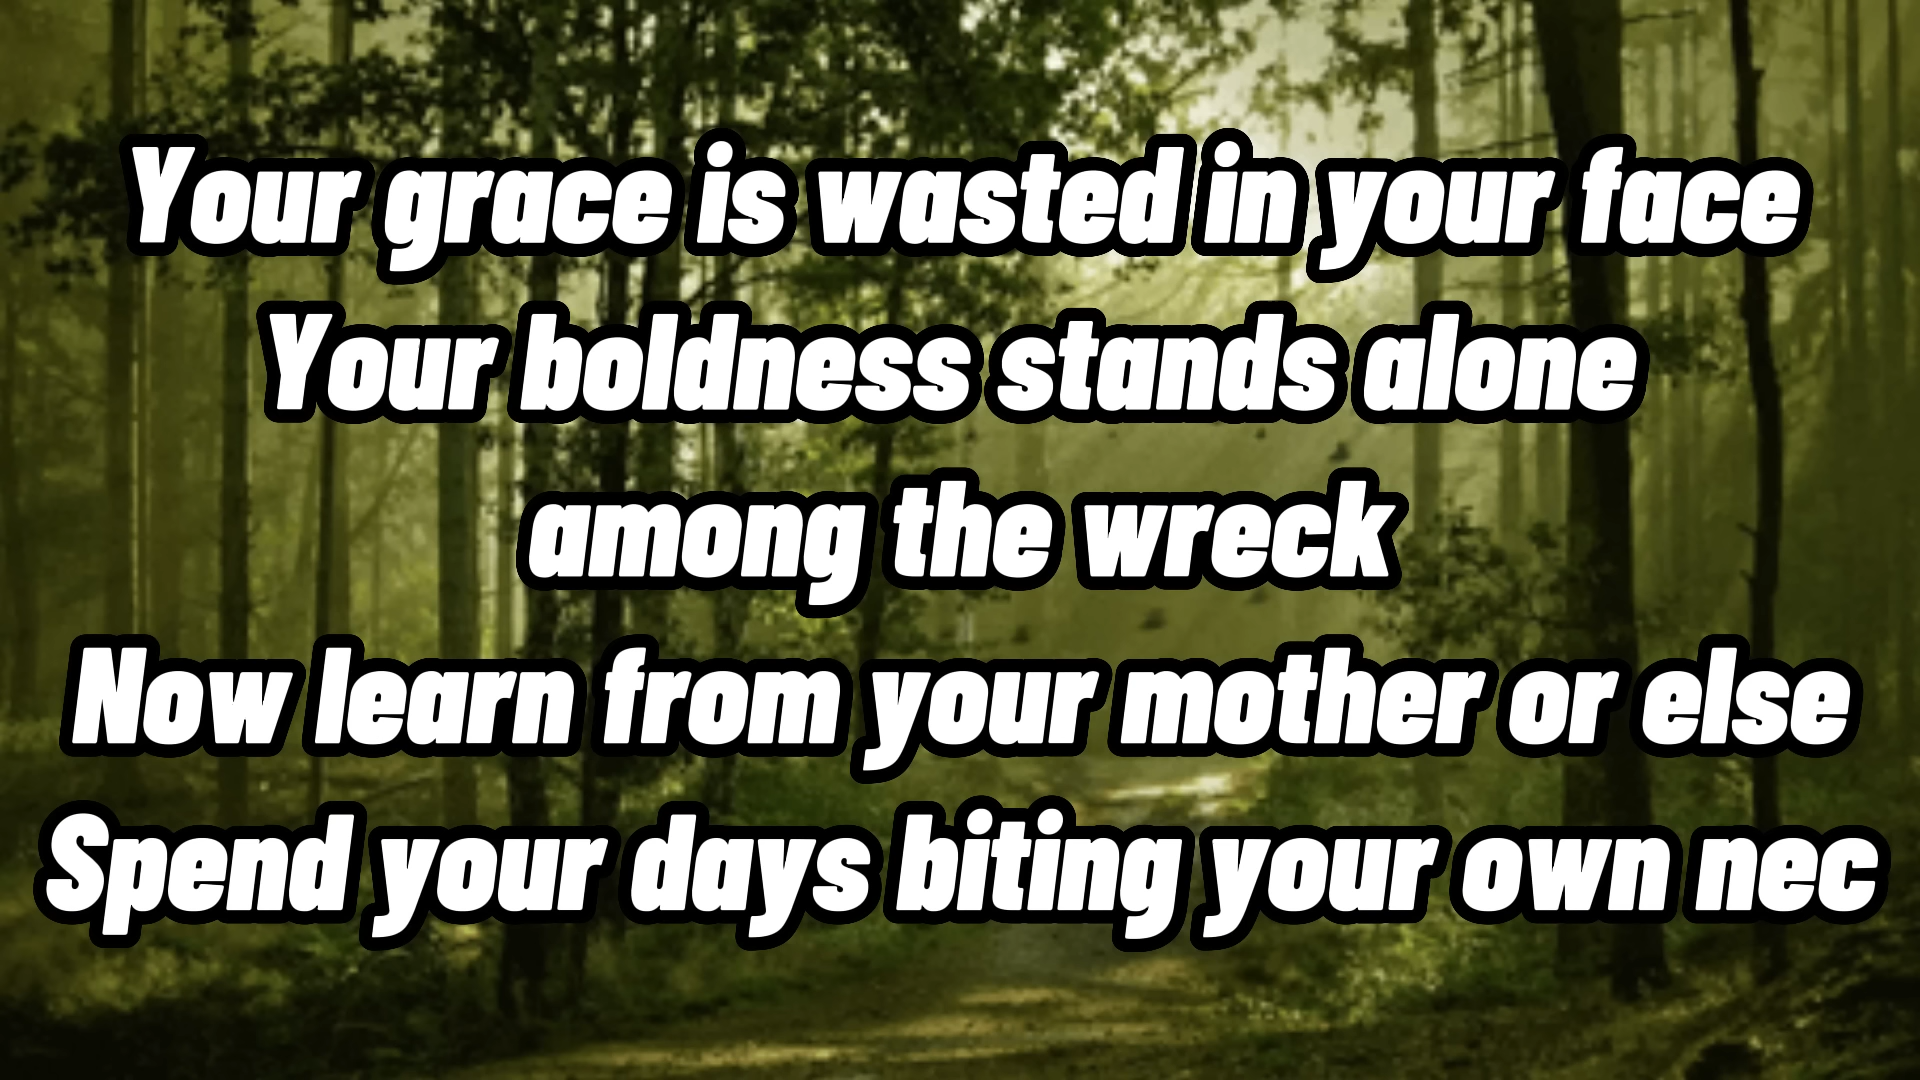 Your grace is wasted in your face
Your boldness stands alone
among the wreck
Now learn from your mother or else
Spend your days biting your own nec